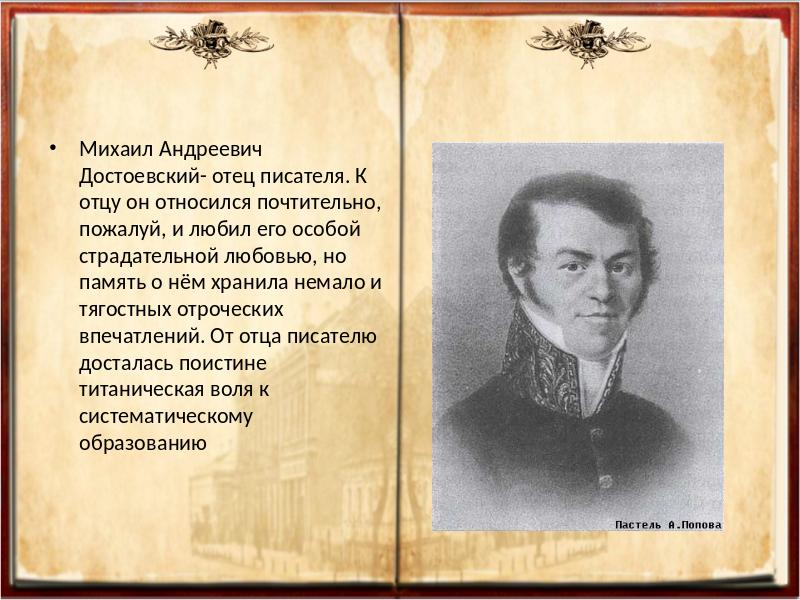 • Михаил Андреевич
Достоевский- отец писателя. К
отцу он относился почтительно,
пожалуй, и любил его особой
страдательной любовью, но
память о нём хранила немало и
тягостных отроческих
впечатлений. От отца писателю
досталась поистине
титаническая воля к
систематическому
образованию
Пастель А.Попова